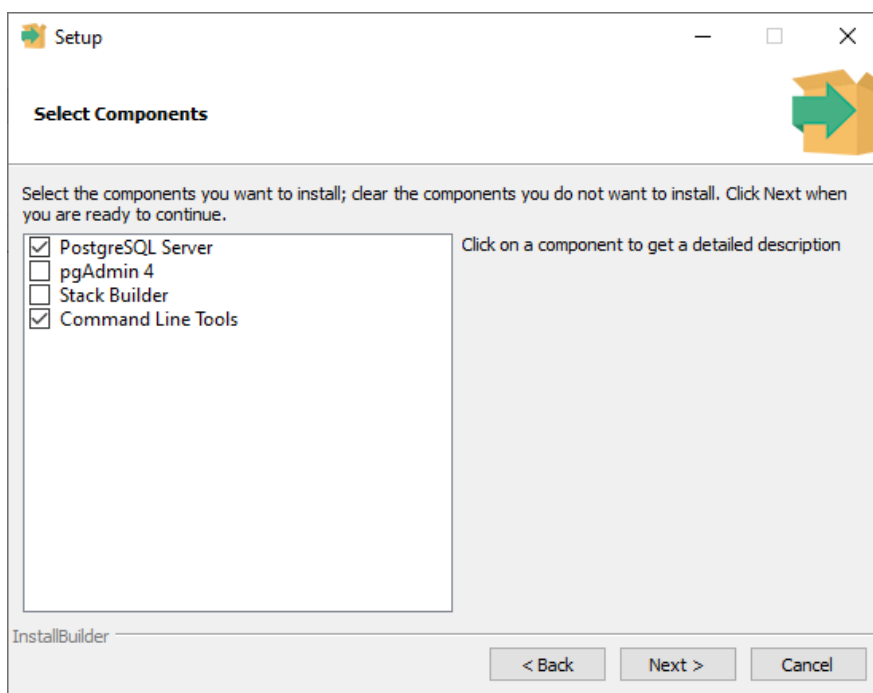 Setup
Select Components
Select the components you want to install; clear the components you do not want to install. Click Next when
you are ready to continue.
PostgreSQL Server
pgAdmin 4
Stack Builder
Command Line Tools
Click on a component to get a detailed description
InstallBuilder
< Back
Next >
Cancel